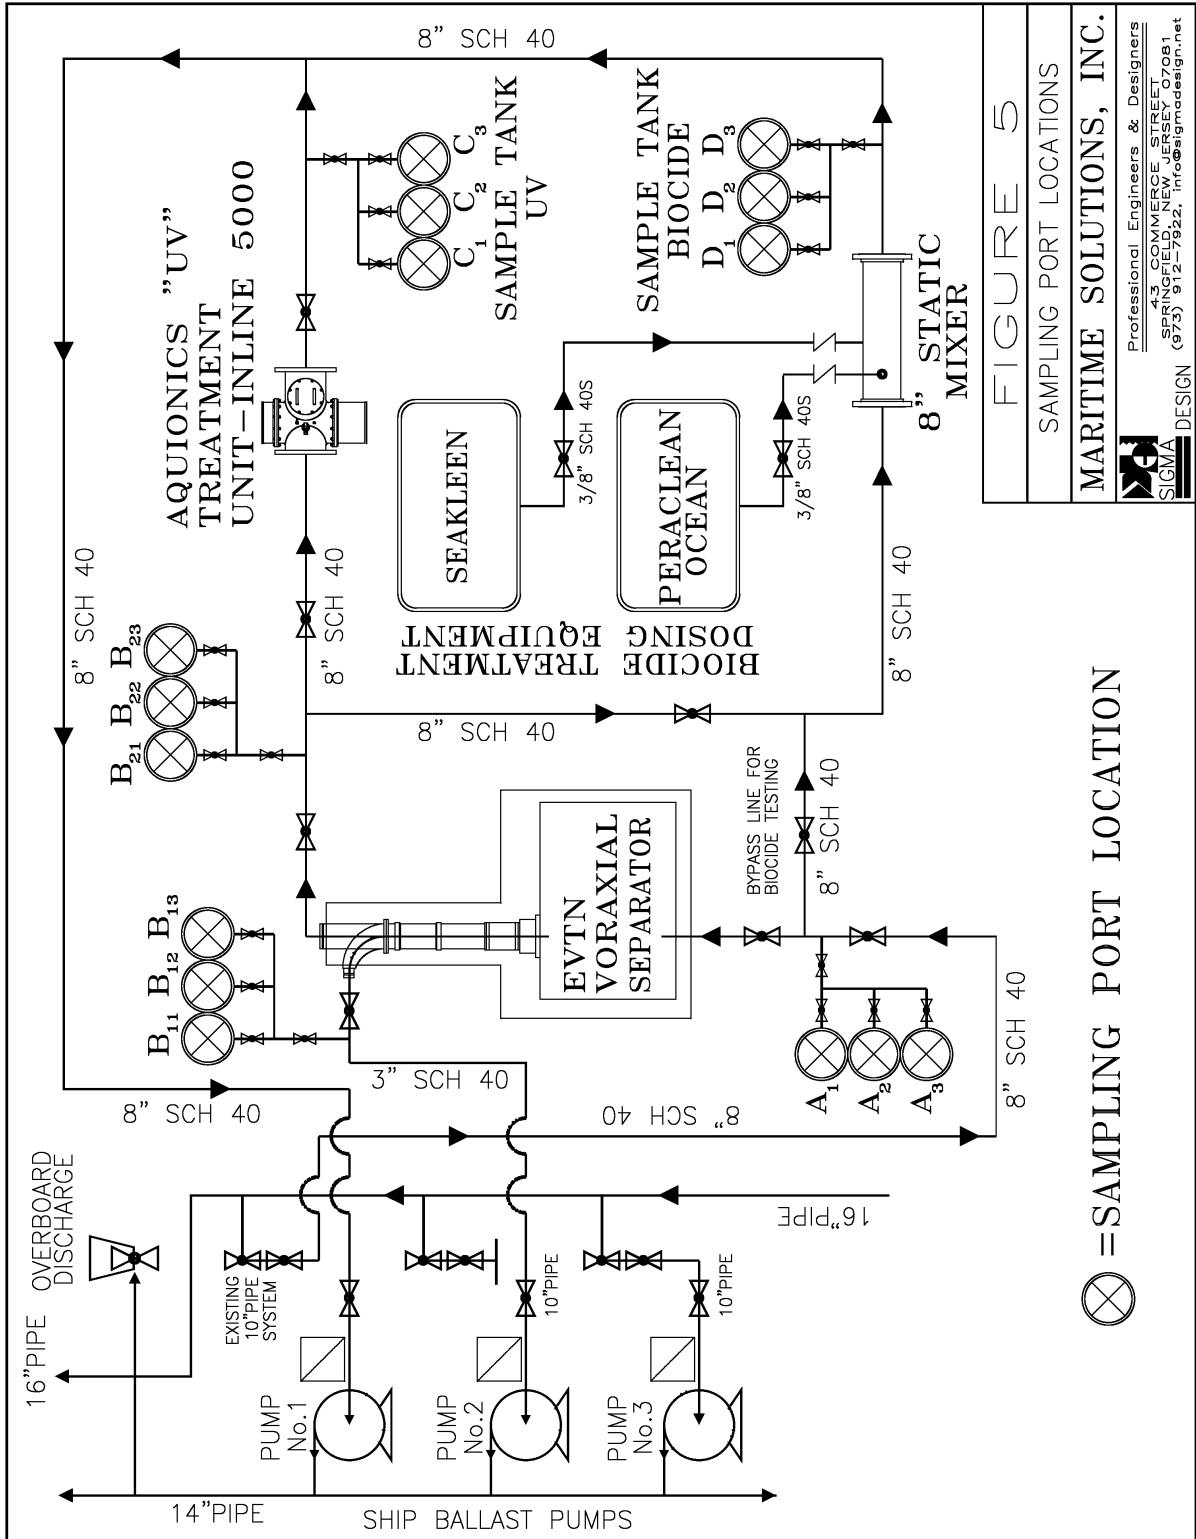 8" SCH 40
8" SCH 40
AQUIONICS "UV"
TREATMENT
UNIT-INLINE 5000
C1 C2 C3
SAMPLE TANK
UV
SAMPLE TANK
BIOCIDE
D1 D2 D3
8" STATIC
MIXER
SEAKLEEN
3/8" SCH 40S
PERACLEAN
OCEAN
3/8" SCH 40S
BIOCIDE TREATMENT
DOSING EQUIPMENT
8" SCH 40
8" SCH 40
8" SCH 40
B21 B22 B23
B11 B12 B13
EVTN
VORAXIAL
SEPARATOR
BYPASS LINE FOR
BIOCIDE TESTING
8" SCH 40
A1 A2 A3
8" SCH 40
3" SCH 40
8" SCH 40
8" SCH 40
OVERBOARD
DISCHARGE
16"PIPE
16"PIPE
EXISTING
10"PIPE
SYSTEM
10"PIPE
10"PIPE
PUMP
No.1
PUMP
No.2
PUMP
No.3
14"PIPE
SHIP BALLAST PUMPS
=SAMPLING PORT LOCATION
FIGURE 5
SAMPLING PORT LOCATIONS
MARITIME SOLUTIONS, INC.
SIGMA
DESIGN
Professional Engineers & Designers
43 COMMERCE STREET
SPRINGFIELD, NEW JERSEY 07081
(973) 912-7922, info@sigmadesign.net